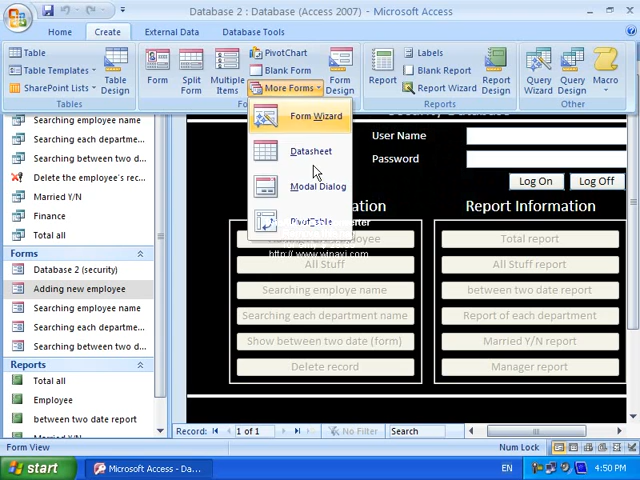 Database 2 : Database (Access 2007) - Microsoft Access
Home Create External Data Database Tools
Table
Table Templates
SharePoint Lists
Table Design
Tables
Form
Split Form
Multiple Items
PivotChart
Blank Form
More Forms
Form Design
Form Wizard
Datasheet
Modal Dialog
PivotTable
Report
Labels
Blank Report
Report Wizard
Report Design
Reports
Query Wizard
Query Design
Macro
Other
Searching employee name
Searching each department...
Searching between two da...
Delete the employee's rec...
Married Y/N
Finance
Total all
Forms
Database 2 (security)
Adding new employee
Searching employee name
Searching each departme...
Searching between two d...
Reports
Total all
Employee
between two date report
Married Y/N
User Name
Password
Log On Log Off
Report Information
http://www.winavi.com
All Stuff
Searching employe name
Searching each department name
Show between two date (form)
Delete record
Total report
All Stuff report
between two date report
Report of each department
Married Y/N report
Manager report
Record: 1 of 1 No Filter Search
Form View Num Lock
start Microsoft Access - Da... EN 4:50 PM